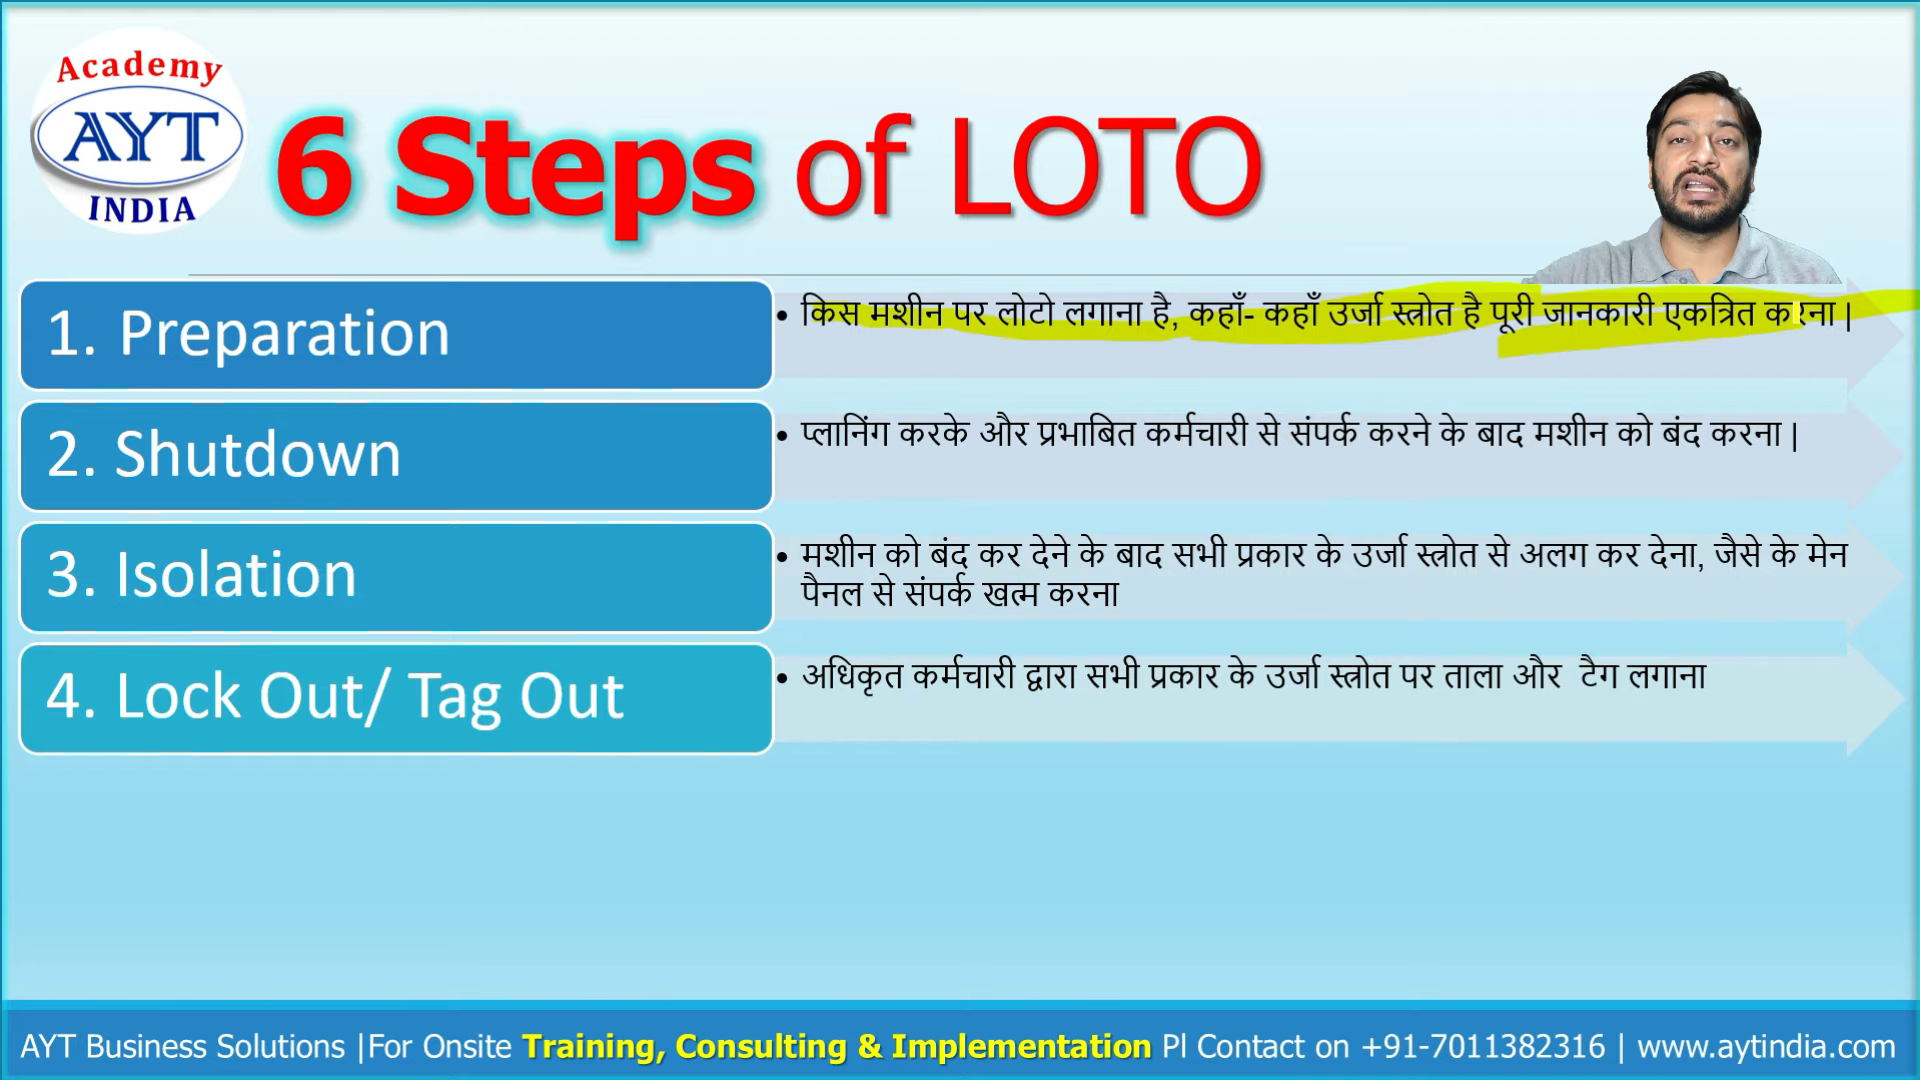 Academy
AYT
INDIA
6 Steps of LOTO
1. Preparation
• किस मशीन पर लोटो लगाना है, कहाँ- कहाँ उर्जा स्त्रोत है पूरी जानकारी एकत्रित करना |
2. Shutdown
• प्लानिंग करके और प्रभाबित कर्मचारी से संपर्क करने के बाद मशीन को बंद करना |
3. Isolation
• मशीन को बंद कर देने के बाद सभी प्रकार के उर्जा स्त्रोत से अलग कर देना, जैसे के मेन
पैनल से संपर्क खत्म करना
4. Lock Out/ Tag Out
• अधिकृत कर्मचारी द्वारा सभी प्रकार के उर्जा स्त्रोत पर ताला और टैग लगाना
AYT Business Solutions |For Onsite Training, Consulting & Implementation Pl Contact on +91-7011382316 | www.aytindia.com